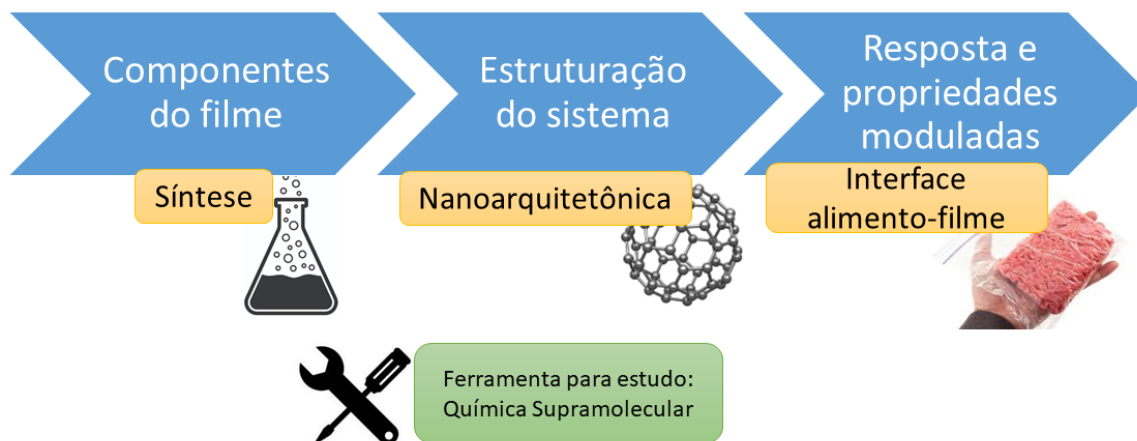 Componentes
do filme
Estruturação
do sistema
Resposta e
propriedades
moduladas
Síntese
Nanoarquitetônica
Interface
alimento-filme
Ferramenta para estudo:
Química Supramolecular